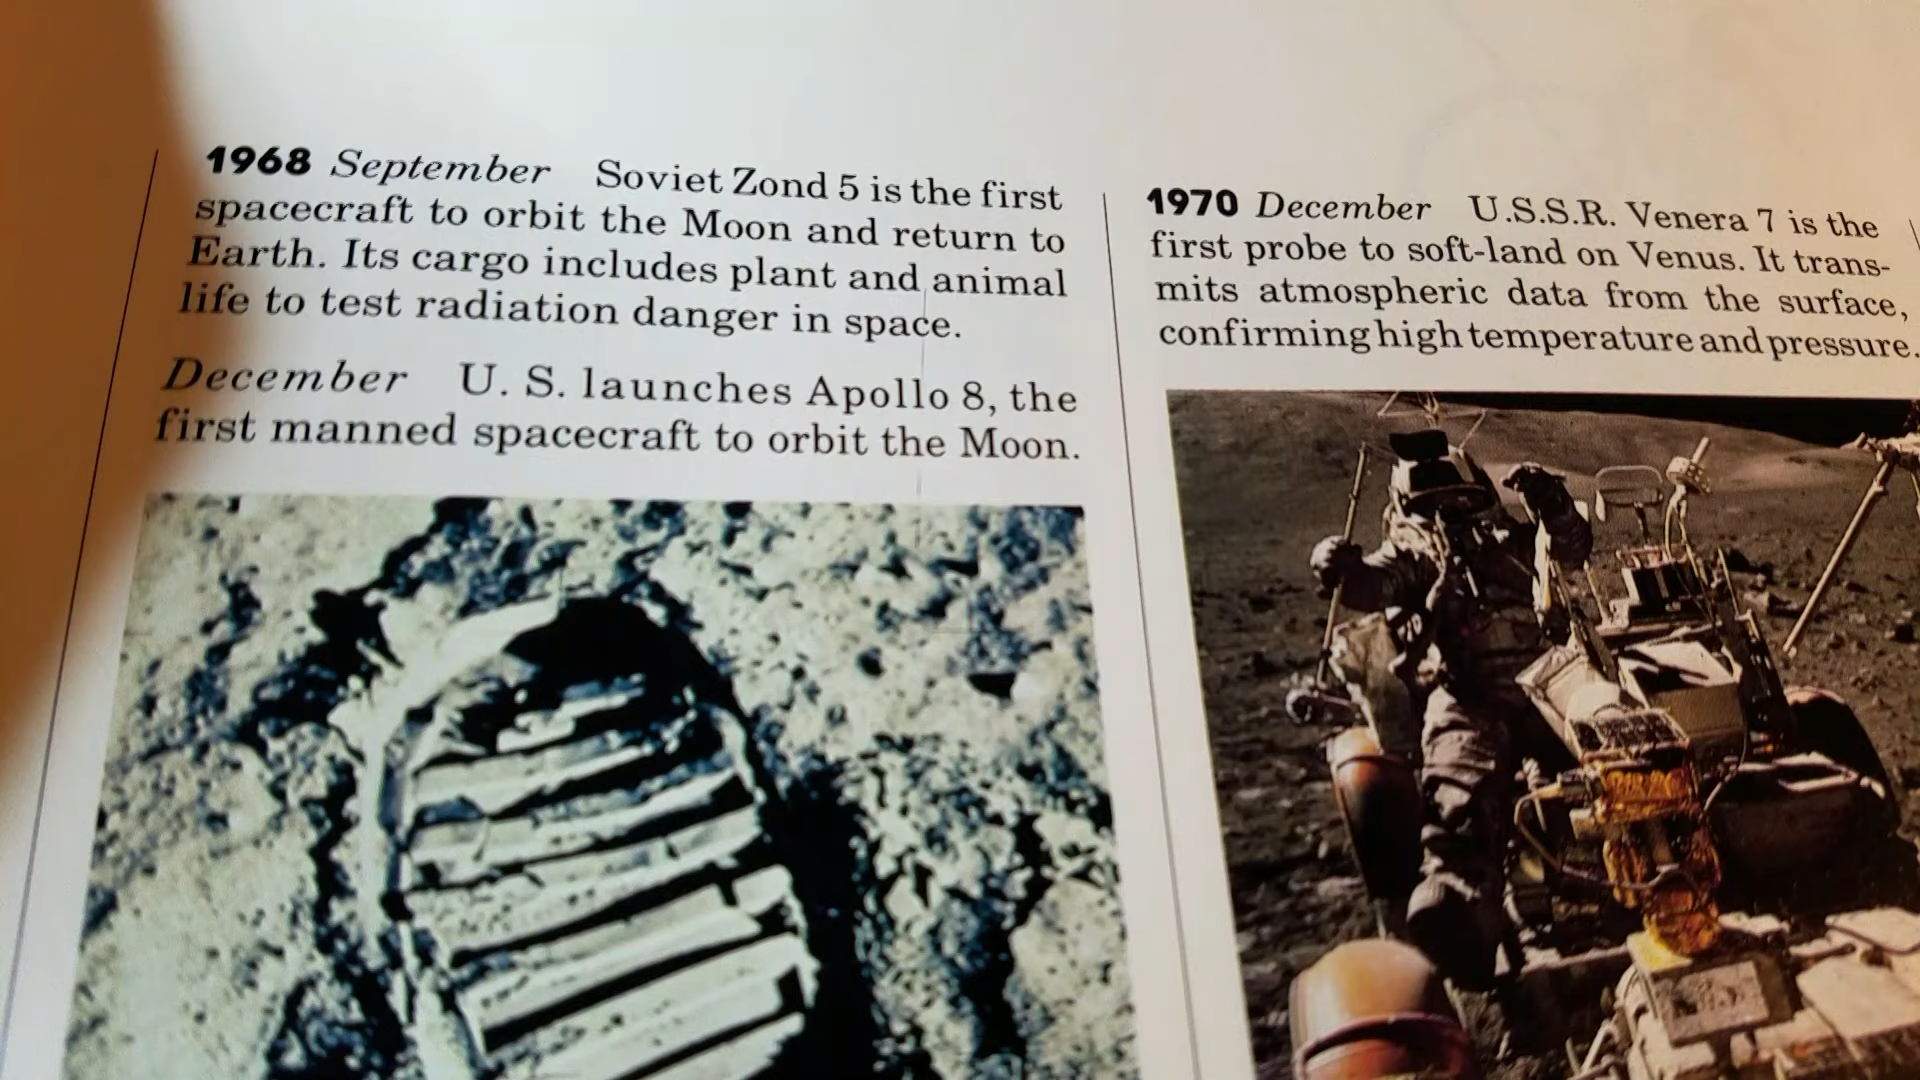 1968 September Soviet Zond 5 is the first
spacecraft to orbit the Moon and return to
Earth. Its cargo includes plant and animal
life to test radiation danger in space.
December U. S. launches Apollo 8, the
first manned spacecraft to orbit the Moon.
1970 December U.S.S.R. Venera 7 is the
first probe to soft-land on Venus. It trans-
mits atmospheric data from the surface,
confirming high temperature and pressure.